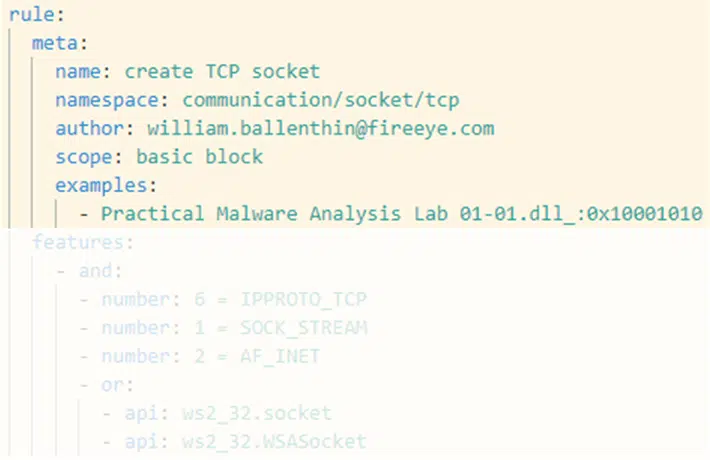 rule:
meta:
name: create TCP socket
namespace: communication/socket/tcp
author: william.ballenthin@fireeye.com
scope: basic block
examples:
- Practical Malware Analysis Lab 01-01.dll_:0x10001010
features:
- and:
- number: 6 = IPPROTO_TCP
- number: 1 = SOCK_STREAM
- number: 2 = AF_INET
- or:
- api: ws2_32.socket
- api: ws2_32.WSASocket